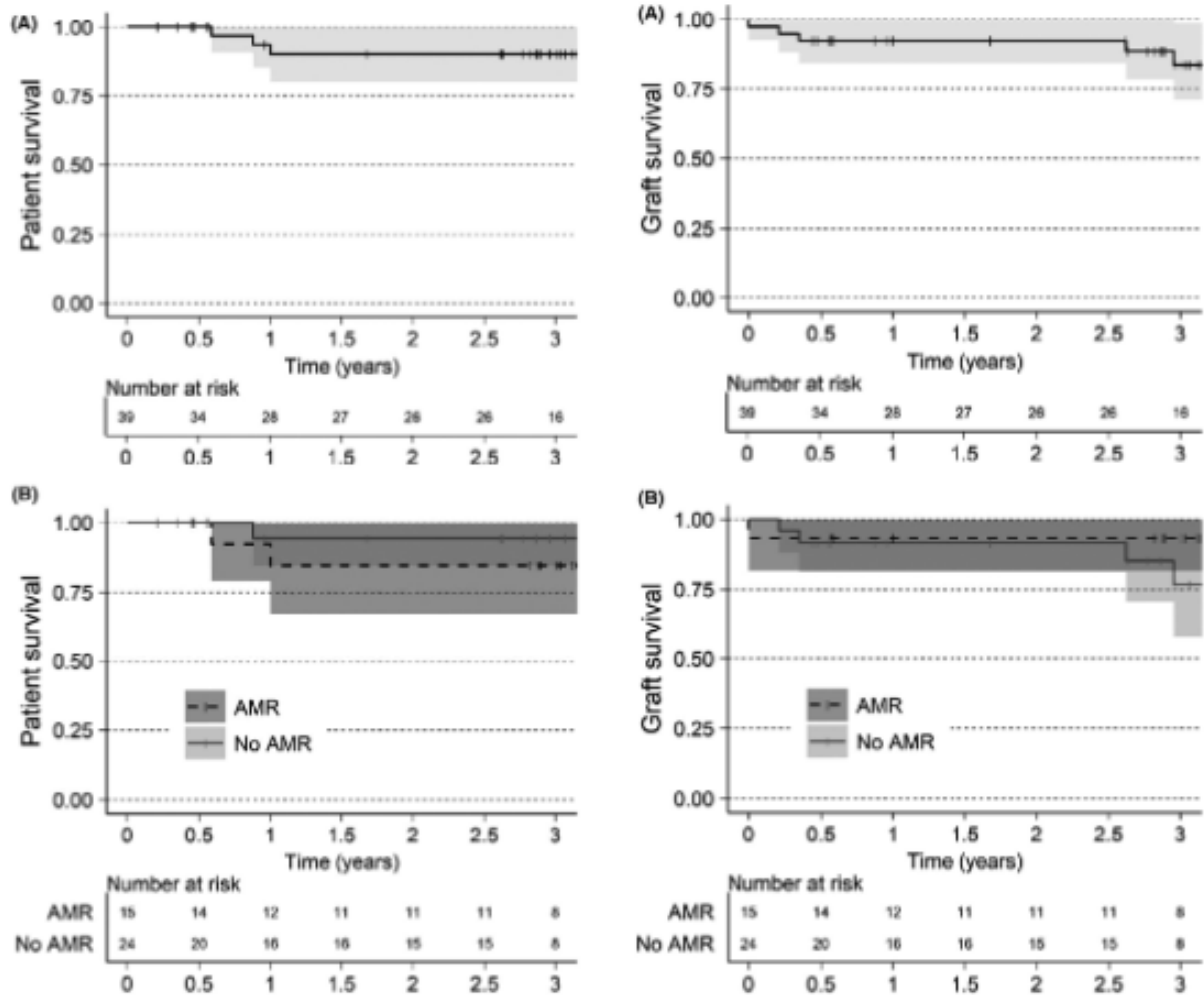 (A)
Patient survival
1.00
0.75
0.50
0.25
0.00
0 0.5 1 1.5 2 2.5 3
Time (years)
Number at risk
39 34 28 27 26 26 16
0 0.5 1 1.5 2 2.5 3
(A)
Graft survival
1.00
0.75
0.50
0.25
0.00
0 0.5 1 1.5 2 2.5 3
Time (years)
Number at risk
39 34 28 27 26 26 16
0 0.5 1 1.5 2 2.5 3
(B)
Patient survival
1.00
0.75
0.50
0.25
0.00
AMR
No AMR
0 0.5 1 1.5 2 2.5 3
Time (years)
Number at risk
AMR 15 14 12 11 11 11 8
No AMR 24 20 16 16 15 15 8
0 0.5 1 1.5 2 2.5 3
(B)
Graft survival
1.00
0.75
0.50
0.25
0.00
AMR
No AMR
0 0.5 1 1.5 2 2.5 3
Time (years)
Number at risk
AMR 15 14 12 11 11 11 8
No AMR 24 20 16 16 15 15 8
0 0.5 1 1.5 2 2.5 3